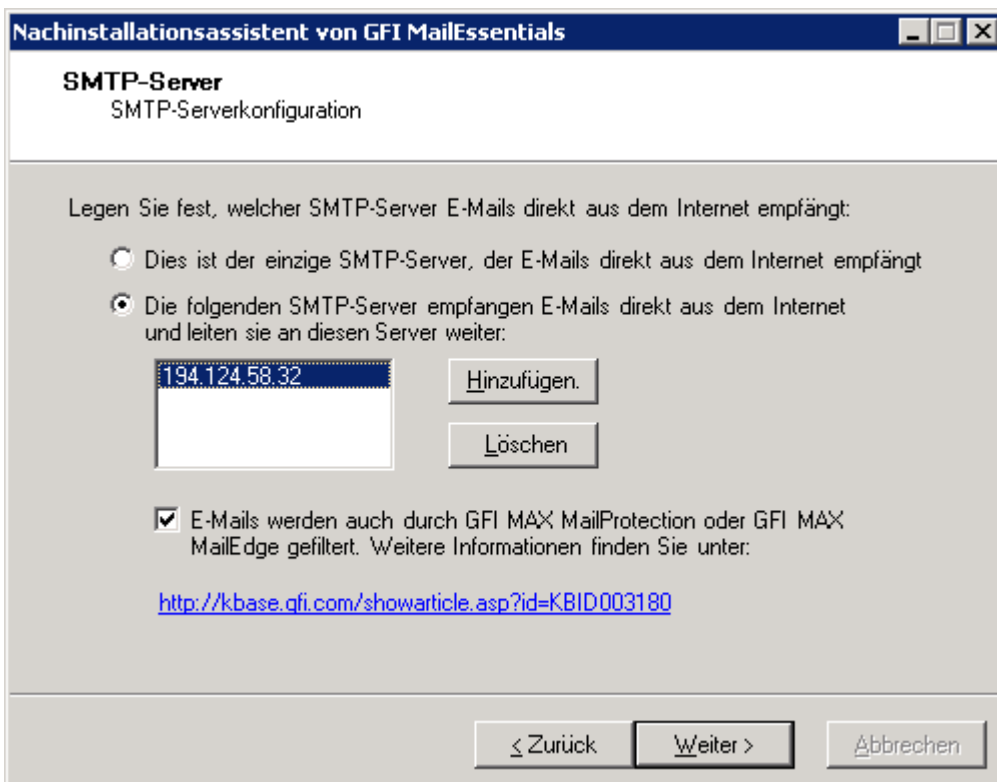 Nachinstallationsassistent von GFI MailEssentials
SMTP-Server
SMTP-Serverkonfiguration
Legen Sie fest, welcher SMTP-Server E-Mails direkt aus dem Internet empfängt:
Dies ist der einzige SMTP-Server, der E-Mails direkt aus dem Internet empfängt
Die folgenden SMTP-Server empfangen E-Mails direkt aus dem Internet
und leiten sie an diesen Server weiter:
194.124.58.32
Hinzufügen.
Löschen
E-Mails werden auch durch GFI MAX MailProtection oder GFI MAX
MailEdge gefiltert. Weitere Informationen finden Sie unter:
http://kbase.gfi.com/showarticle.asp?id=KBID003180
< Zurück
Weiter >
Abbrechen